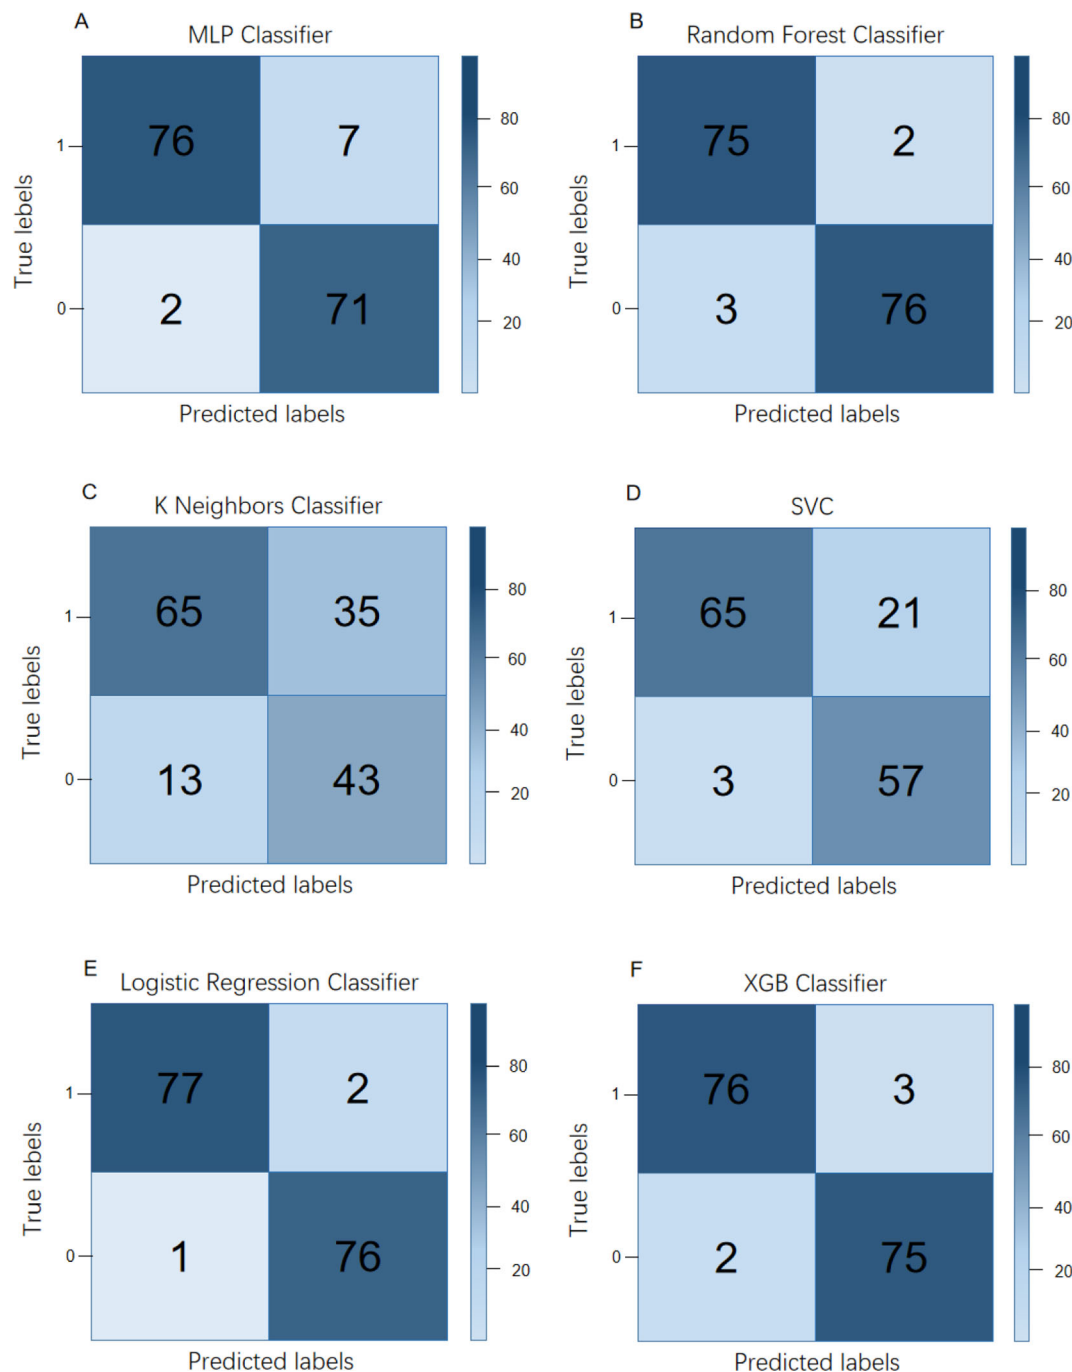 A
MLP Classifier
True lebels
1
76
7
0
2
71
Predicted labels
80
60
40
20
B
Random Forest Classifier
True lebels
1
75
2
0
3
76
Predicted labels
80
60
40
20
C
K Neighbors Classifier
True lebels
1
65
35
0
13
43
Predicted labels
80
60
40
20
D
SVC
True lebels
1
65
21
0
3
57
Predicted labels
80
60
40
20
E
Logistic Regression Classifier
True lebels
1
77
2
0
1
76
Predicted labels
80
60
40
20
F
XGB Classifier
True lebels
1
76
3
0
2
75
Predicted labels
80
60
40
20